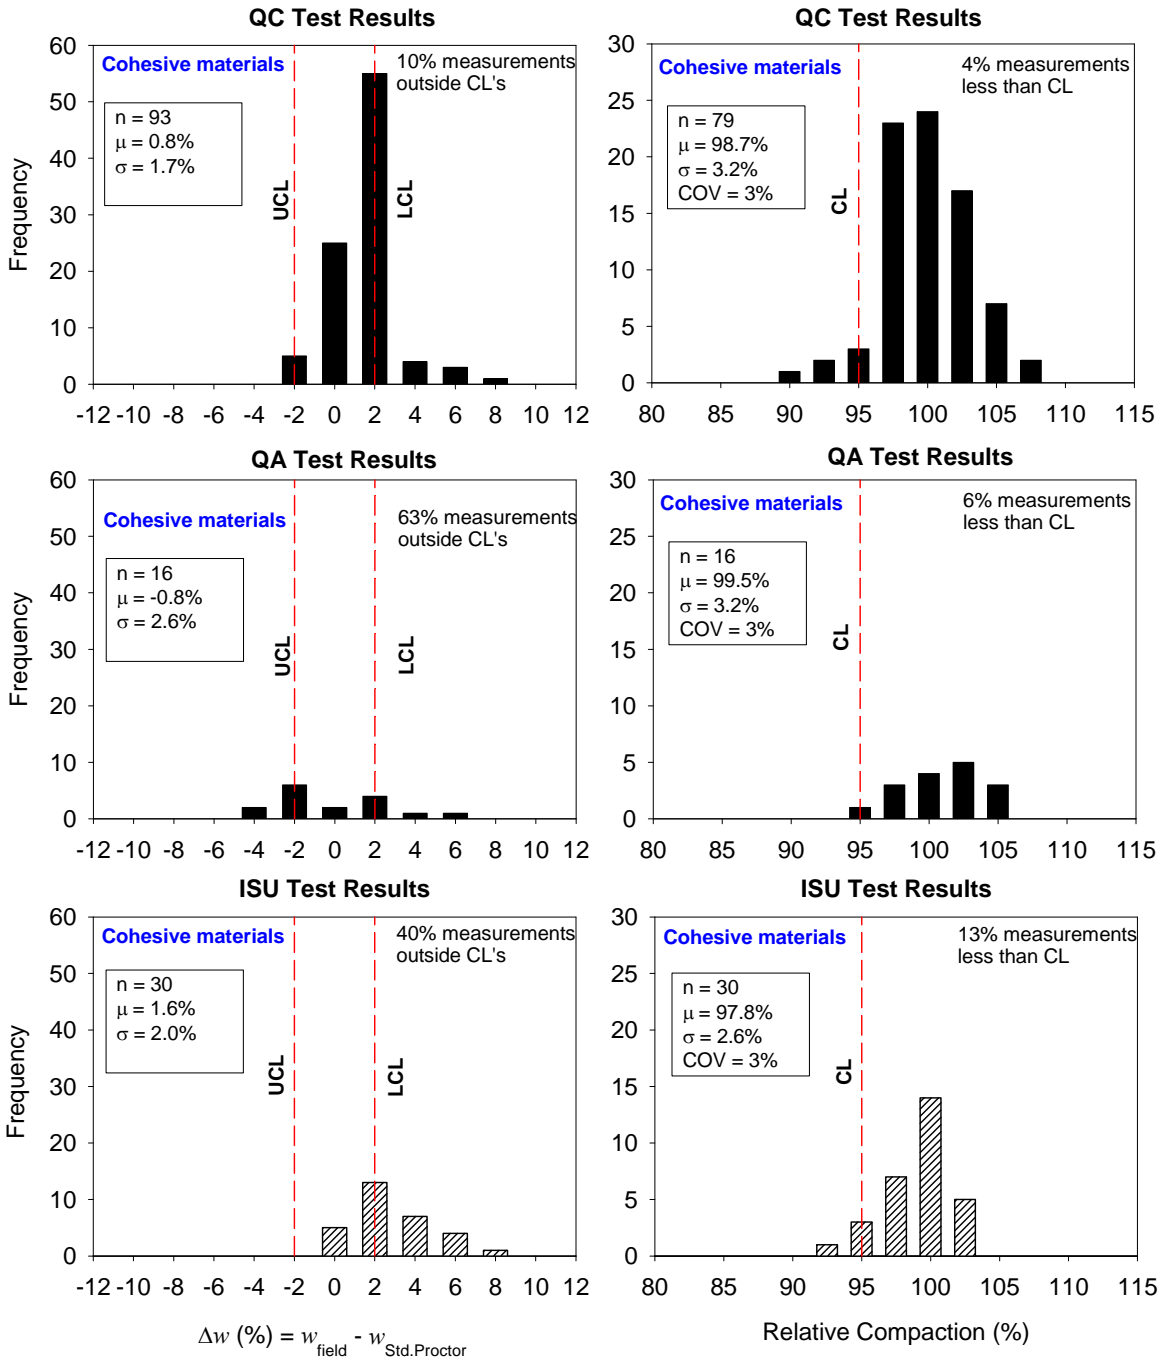 QC Test Results
60
50
40
30
20
10
0
Frequency
Cohesive materials
10% measurements
outside CL's
n = 93
μ = 0.8%
σ = 1.7%
UCL
LCL
-12 -10 -8 -6 -4 -2 0 2 4 6 8 10 12
QC Test Results
30
25
20
15
10
5
0
Cohesive materials
4% measurements
less than CL
n = 79
μ = 98.7%
σ = 3.2%
COV = 3%
CL
80 85 90 95 100 105 110 115
QA Test Results
60
50
40
30
20
10
0
Frequency
Cohesive materials
63% measurements
outside CL's
n = 16
μ = -0.8%
σ = 2.6%
UCL
LCL
-12 -10 -8 -6 -4 -2 0 2 4 6 8 10 12
QA Test Results
30
25
20
15
10
5
0
Cohesive materials
6% measurements
less than CL
n = 16
μ = 99.5%
σ = 3.2%
COV = 3%
CL
80 85 90 95 100 105 110 115
ISU Test Results
60
50
40
30
20
10
0
Frequency
Cohesive materials
40% measurements
outside CL's
n = 30
μ = 1.6%
σ = 2.0%
UCL
LCL
-12 -10 -8 -6 -4 -2 0 2 4 6 8 10 12
Δw (%) = w field - w Std.Proctor
ISU Test Results
30
25
20
15
10
5
0
Cohesive materials
13% measurements
less than CL
n = 30
μ = 97.8%
σ = 2.6%
COV = 3%
CL
80 85 90 95 100 105 110 115
Relative Compaction (%)